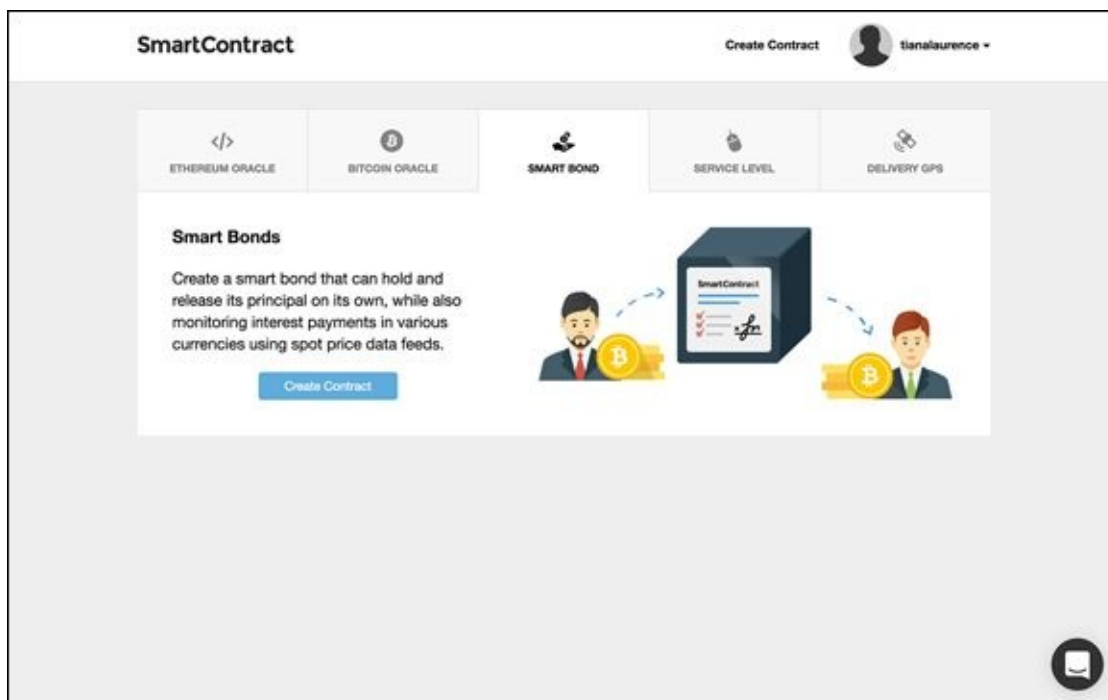 SmartContract
Create Contract
tianalaurence
ETHEREUM ORACLE
BITCOIN ORACLE
SMART BOND
SERVICE LEVEL
DELIVERY GPS
Smart Bonds
Create a smart bond that can hold and
release its principal on its own, while also
monitoring interest payments in various
currencies using spot price data feeds.
Create Contract
SmartContract